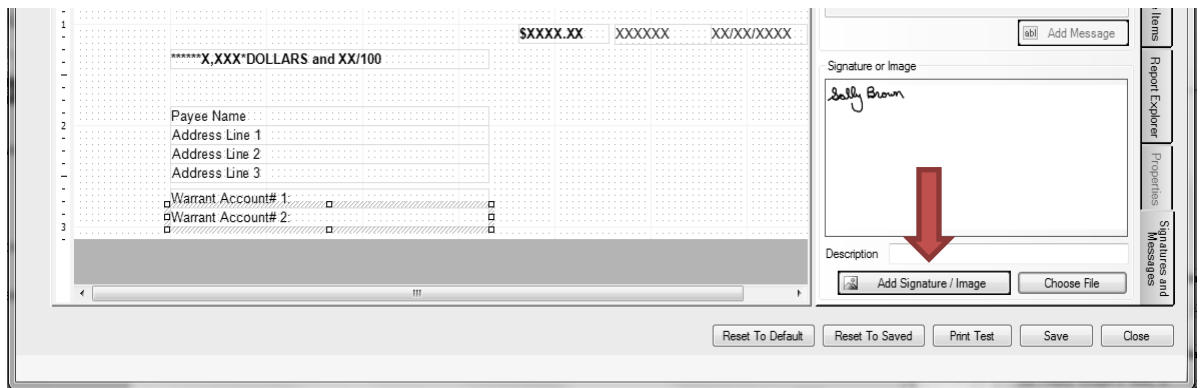 1
$XXXX.XX XXXXXX XX/XX/XXXX
******X,XXX*DOLLARS and XX/100
Payee Name
Address Line 1
2
Address Line 2
Address Line 3
Warrant Account# 1:
Warrant Account# 2:
3
abl Add Message
Signature or Image
Sally Brown
Description
Add Signature / Image
Choose File
Items
Report Explorer
Properties
Signatures and
Messages
Reset To Default
Reset To Saved
Print Test
Save
Close